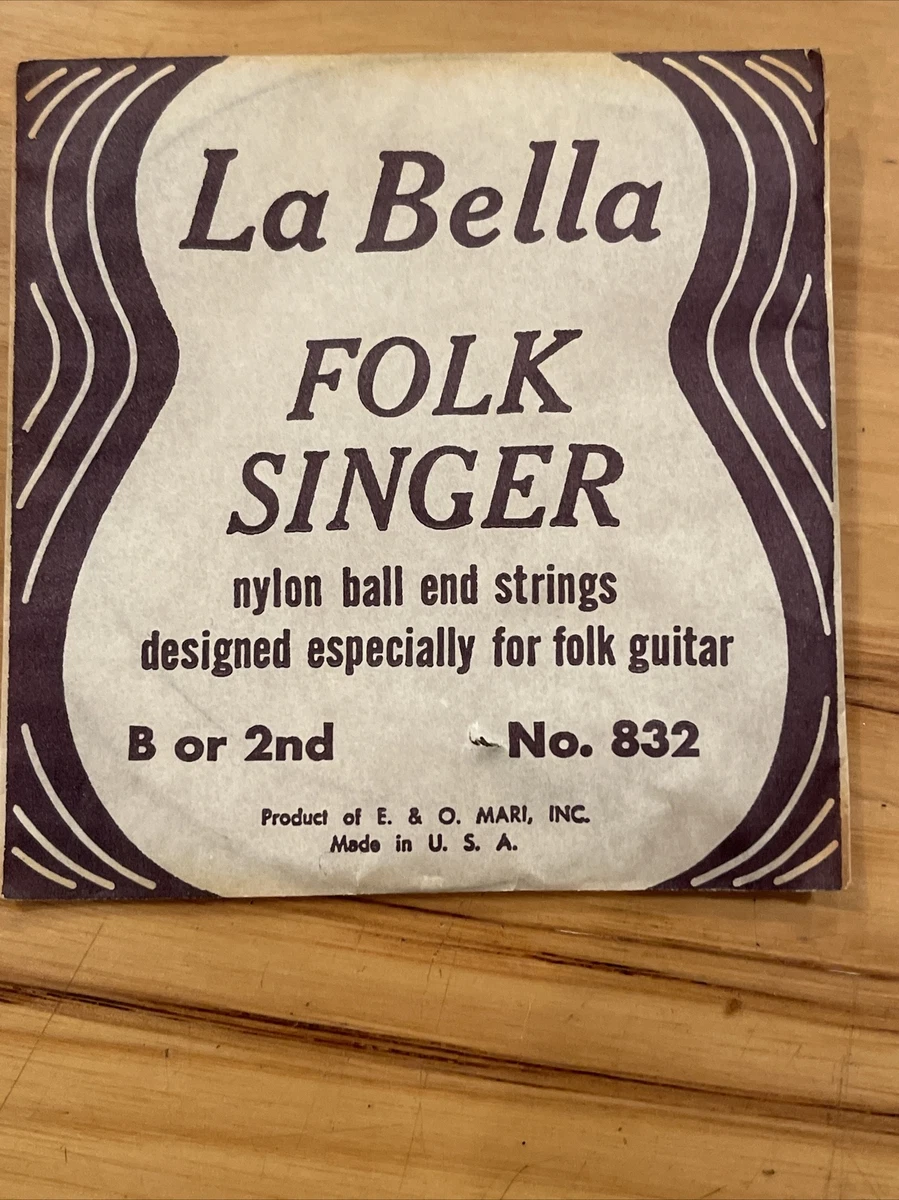 La Bella
FOLK
SINGER
nylon ball end strings
designed especially for folk guitar
B or 2nd No. 832
Product of E. & O. MARI, INC.
Made in U. S. A.